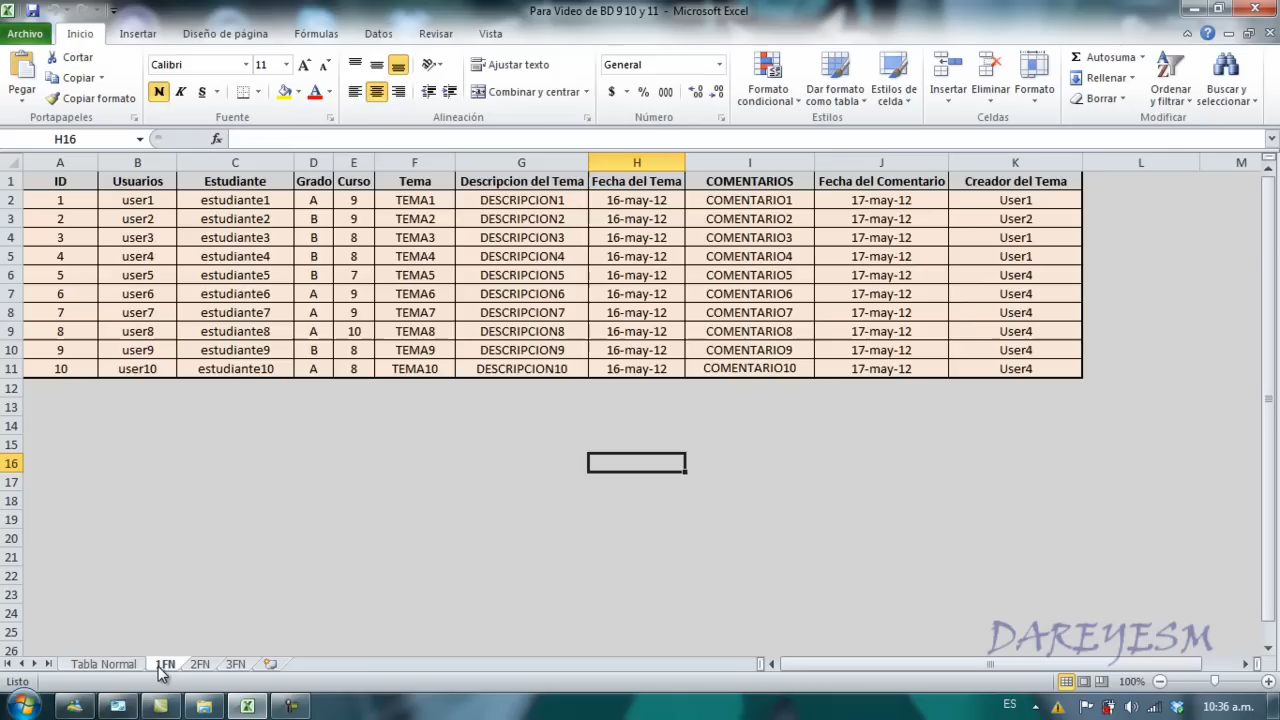 Para Video de BD 9 10 y 11 - Microsoft Excel
Archivo Inicio Insertar Diseño de página Fórmulas Datos Revisar Vista
Cortar Calibri 11 Ajustar texto General Autosuma
Copiar Rellenar
Pegar Copiar formato N K S Combinar y centrar $ % 000 Formato condicional Dar formato como tabla Estilos de celda Insertar Eliminar Formato Borrar Ordenar y filtrar Buscar y seleccionar
Portapapeles Fuente Alineación Número Estilos Celdas Modificar
H16 fx
A B C D E F G H I J K L M
1 ID Usuarios Estudiante Grado Curso Tema Descripcion del Tema Fecha del Tema COMENTARIOS Fecha del Comentario Creador del Tema
2 1 user1 estudiante1 A 9 TEMA1 DESCRIPCION1 16-may-12 COMENTARIO1 17-may-12 User1
3 2 user2 estudiante2 B 9 TEMA2 DESCRIPCION2 16-may-12 COMENTARIO2 17-may-12 User2
4 3 user3 estudiante3 B 8 TEMA3 DESCRIPCION3 16-may-12 COMENTARIO3 17-may-12 User1
5 4 user4 estudiante4 B 8 TEMA4 DESCRIPCION4 16-may-12 COMENTARIO4 17-may-12 User1
6 5 user5 estudiante5 B 7 TEMA5 DESCRIPCION5 16-may-12 COMENTARIO5 17-may-12 User4
7 6 user6 estudiante6 A 9 TEMA6 DESCRIPCION6 16-may-12 COMENTARIO6 17-may-12 User4
8 7 user7 estudiante7 A 9 TEMA7 DESCRIPCION7 16-may-12 COMENTARIO7 17-may-12 User4
9 8 user8 estudiante8 A 10 TEMA8 DESCRIPCION8 16-may-12 COMENTARIO8 17-may-12 User4
10 9 user9 estudiante9 B 8 TEMA9 DESCRIPCION9 16-may-12 COMENTARIO9 17-may-12 User4
11 10 user10 estudiante10 A 8 TEMA10 DESCRIPCION10 16-may-12 COMENTARIO10 17-may-12 User4
12
13
14
15
16
17
18
19
20
21
22
23
24
25
26
DAREYESM
Tabla Normal 1FN 2FN 3FN
Listo 100%
ES 10:36 a.m.